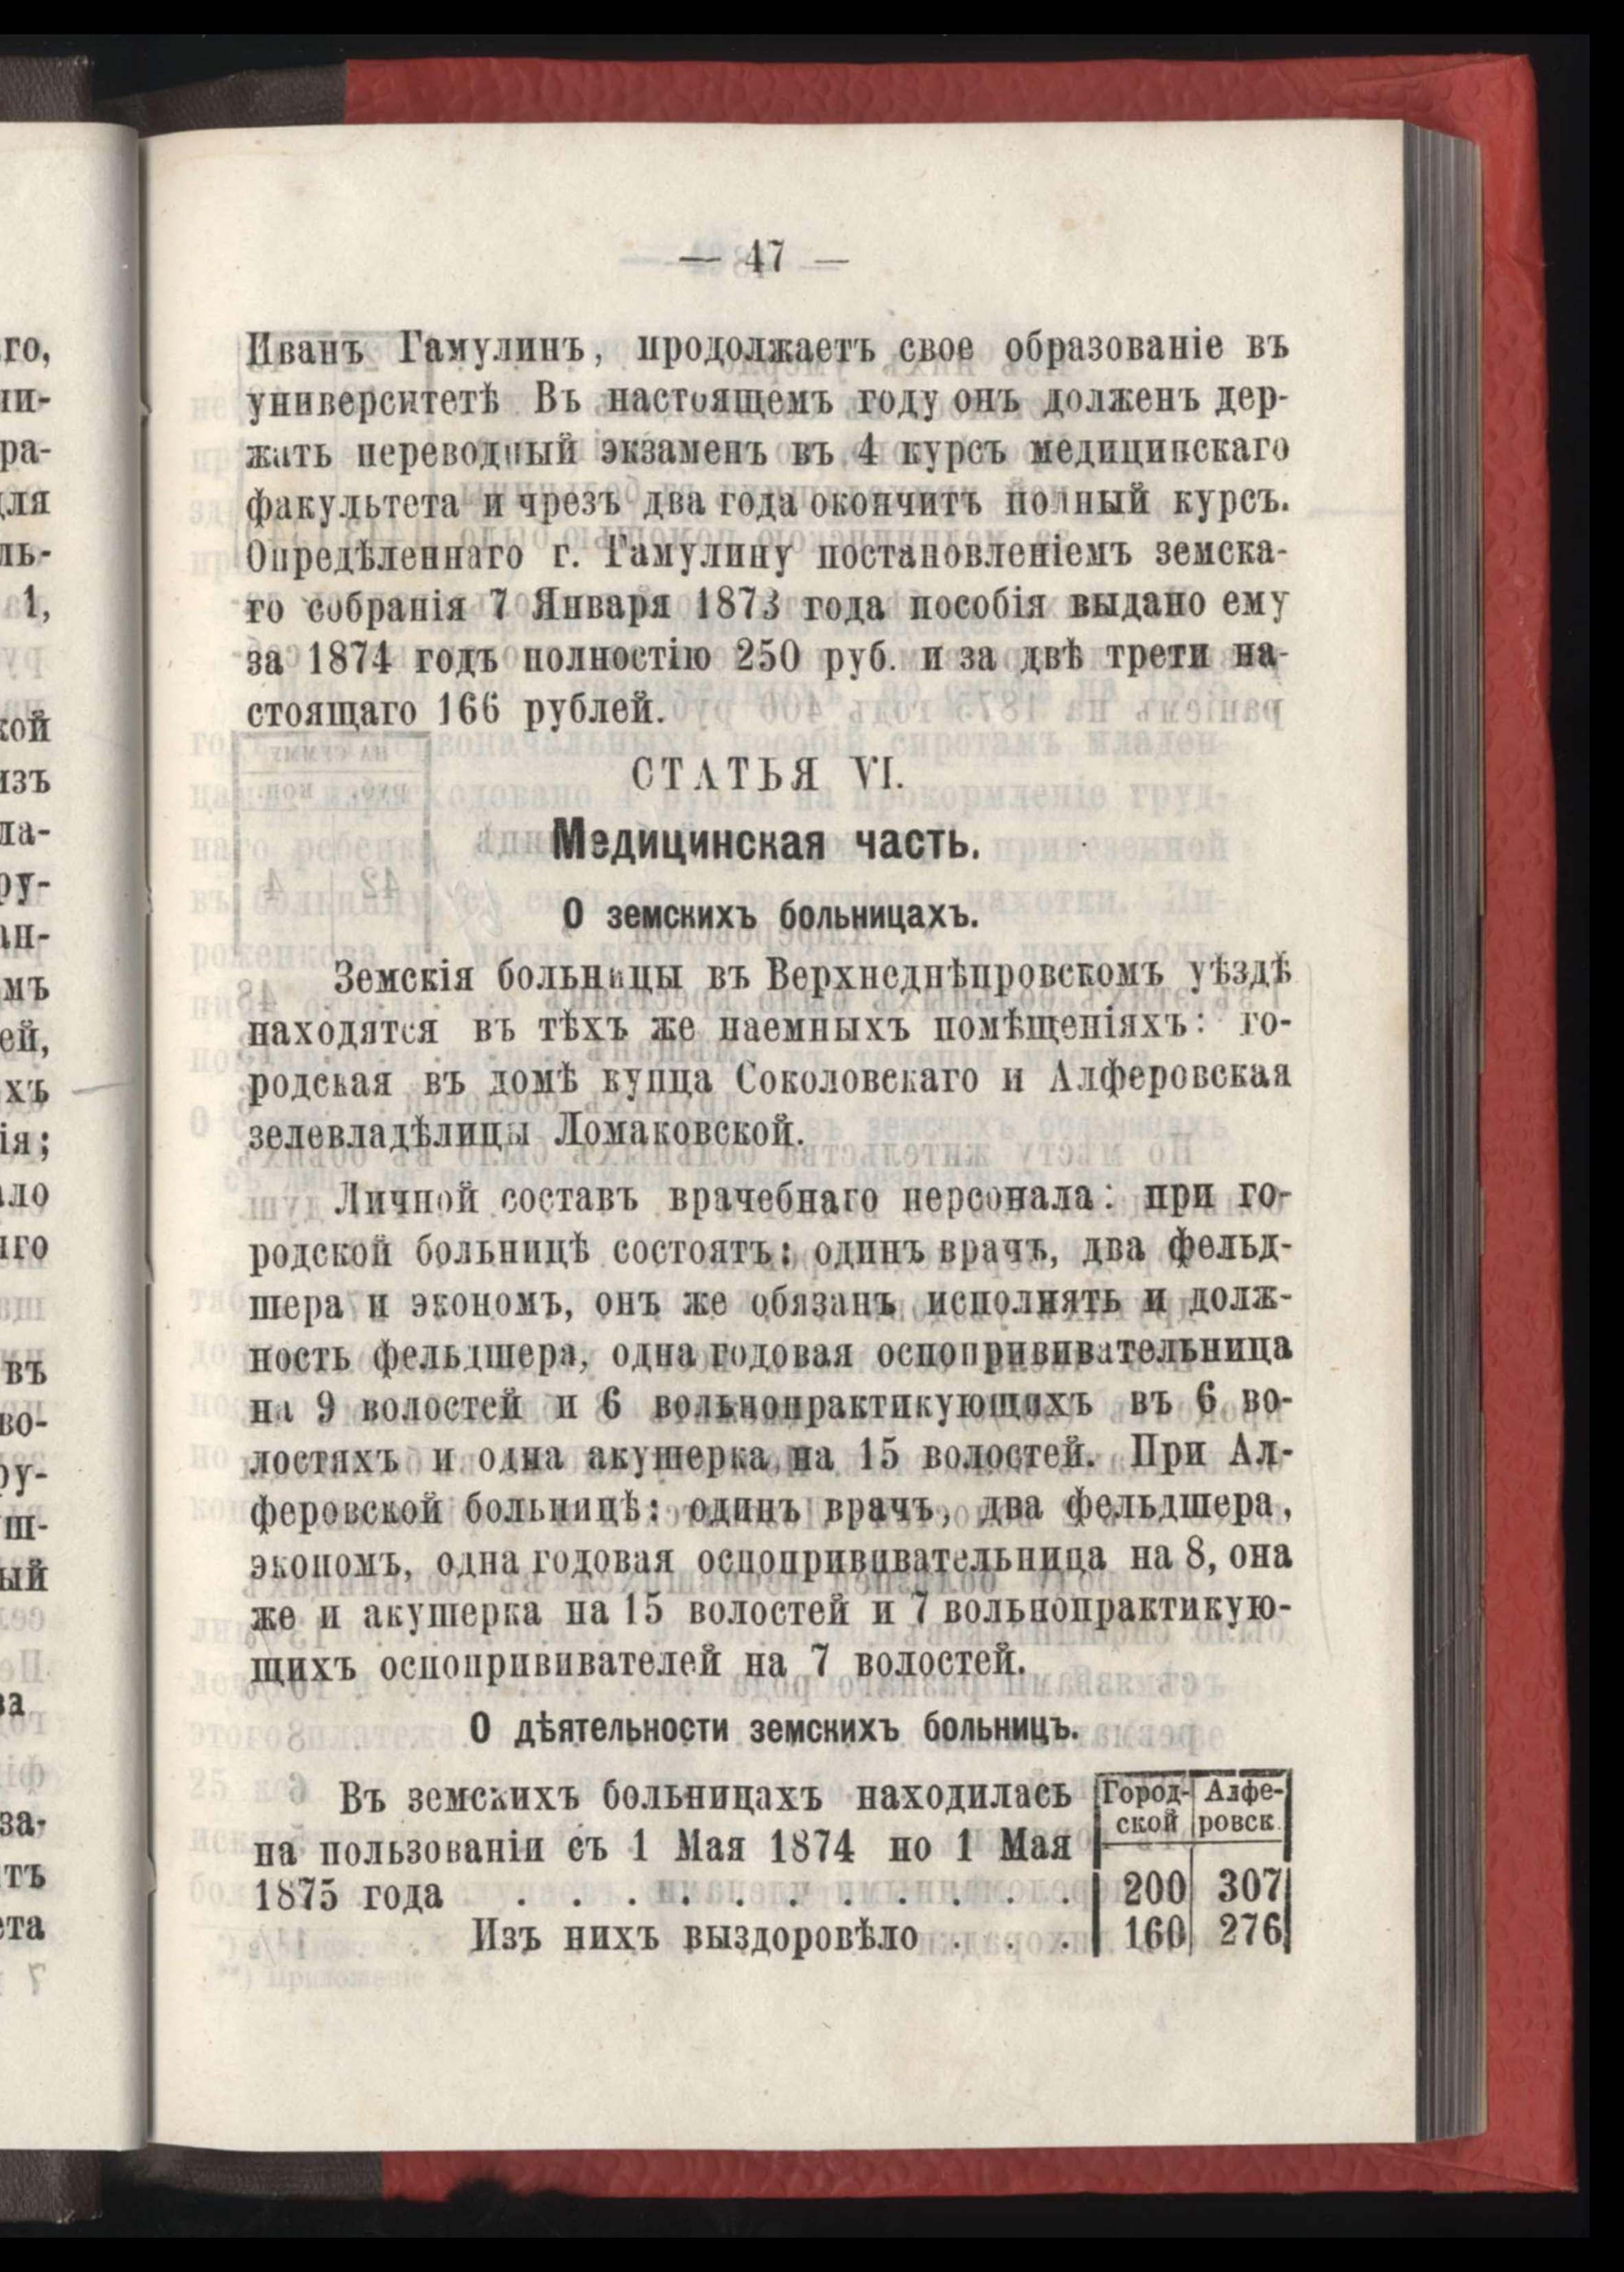 — 47 —
Иванъ Гамулинъ, продолжаетъ свое образованіе въ
университетѣ Въ настоящемъ году онъ долженъ дер-
жать переводный экзаменъ въ 4 курсъ медицинскаго
факультета и чрезъ два года окончитъ полный курсъ.
Опредѣленнаго г. Гамулину постановленіемъ земска-
го собранія 7 Января 1873 года пособія выдано ему
за 1874 годъ полностію 250 руб. и за двѣ трети на-
стоящаго 166 рублей.
СТАТЬЯ VI.
Медицинская часть.
О земскихъ больницахъ.
Земскія больницы въ Верхнеднѣпровскомъ уѣздѣ
находятся въ тѣхъ же наемныхъ помѣщеніяхъ: го-
родская въ домѣ купца Соколовскаго и Алферовская
зелевладѣлицы Ломаковской.
Личной составъ врачебнаго персонала: при го-
родской больницѣ состоятъ: одинъ врачъ, два фельд-
шера и экономъ, онъ же обязанъ исполнять и долж-
ность фельдшера, одна годовая оспопрививательница
на 9 волостей и 6 вольнопрактикующихъ въ 6 во-
лостяхъ и одна акушерка на 15 волостей. При Ал-
феровской больницѣ: одинъ врачъ, два фельдшера,
экономъ, одна годовая оспопрививательница на 8, она
же и акушерка на 15 волостей и 7 вольнопрактикую-
щихъ оспопрививателей на 7 волостей.
О дѣятельности земскихъ больницъ.
Въ земскихъ больницахъ находилась Город- Алфе-
ской ровск.
на пользованіи съ 1 Мая 1874 по 1 Мая
1875 года . . . . . . . . . . . 200 307
Изъ нихъ выздоровѣло . . . 160 276